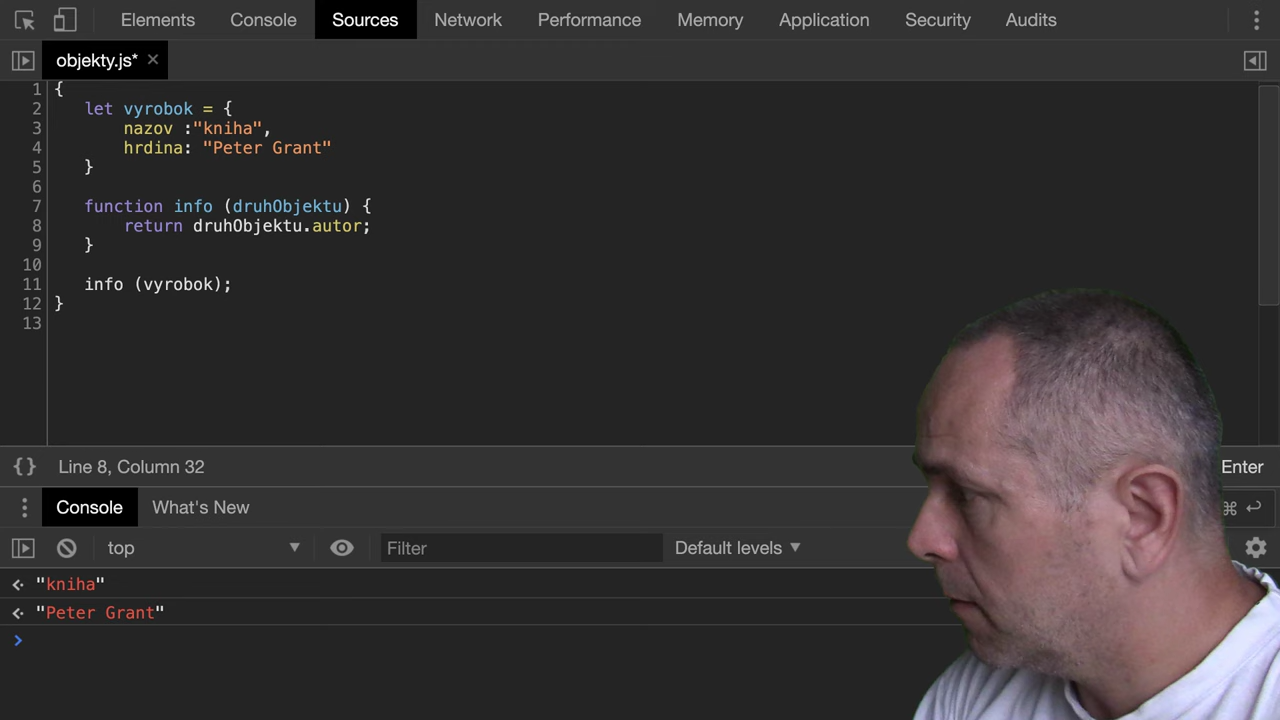 Elements Console Sources Network Performance Memory Application Security Audits
objekty.js* ×
1 {
2 let vyrobok = {
3 nazov :"kniha",
4 hrdina: "Peter Grant"
5 }
6
7 function info (druhObjektu) {
8 return druhObjektu.autor;
9 }
10
11 info (vyrobok);
12 }
13
{} Line 8, Column 32 Enter
Console What's New ⌘ ↩
top ▼ Filter Default levels ▼
"kniha"
"Peter Grant"